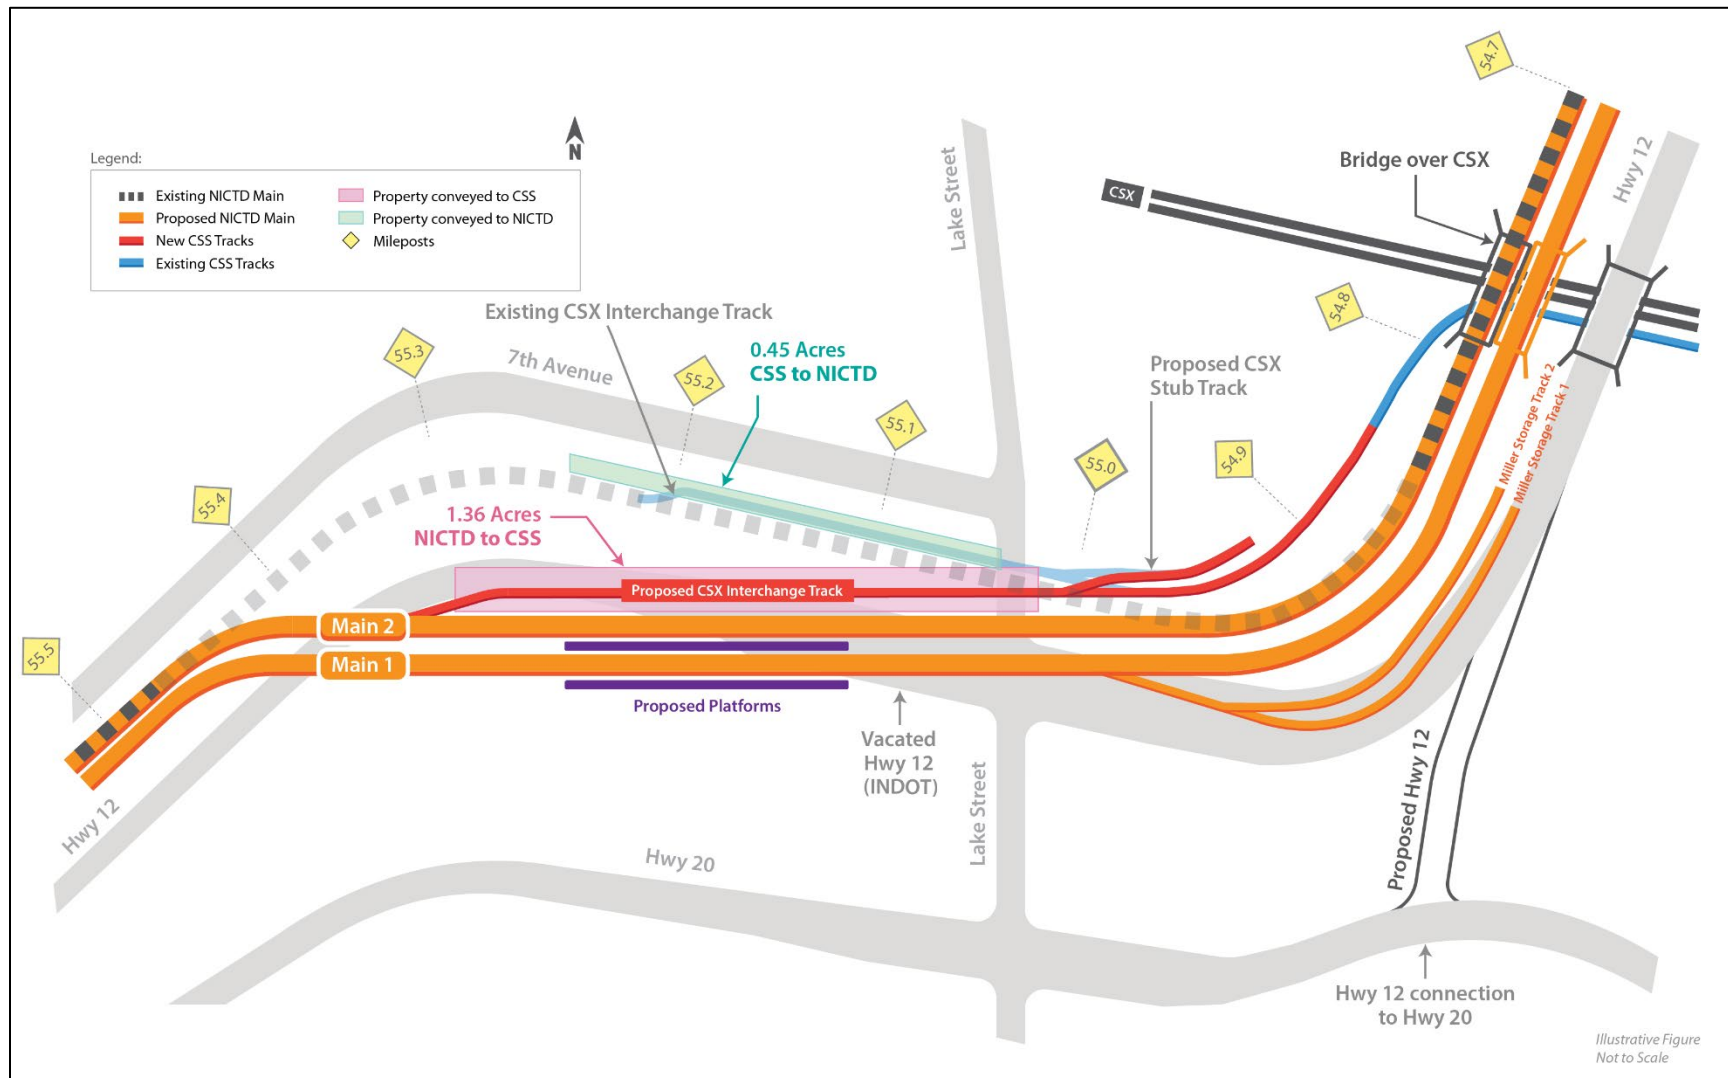 54.7
Legend:
Existing NICTD Main
Proposed NICTD Main
New CSS Tracks
Existing CSS Tracks
Property conveyed to CSS
Property conveyed to NICTD
Mileposts
N
Lake Street
CSX
Bridge over CSX
Hwy 12
54.8
Existing CSX Interchange Track
55.3
7th Avenue
55.2
0.45 Acres
CSS to NICTD
55.1
Proposed CSX
Stub Track
55.0
54.9
Miller Storage Track 2
Miller Storage Track 1
55.4
1.36 Acres
NICTD to CSS
Proposed CSX Interchange Track
Main 2
Main 1
55.5
Proposed Platforms
Vacated
Hwy 12
(INDOT)
Lake Street
Hwy 12
Hwy 20
Proposed Hwy 12
Hwy 12 connection
to Hwy 20
Illustrative Figure
Not to Scale